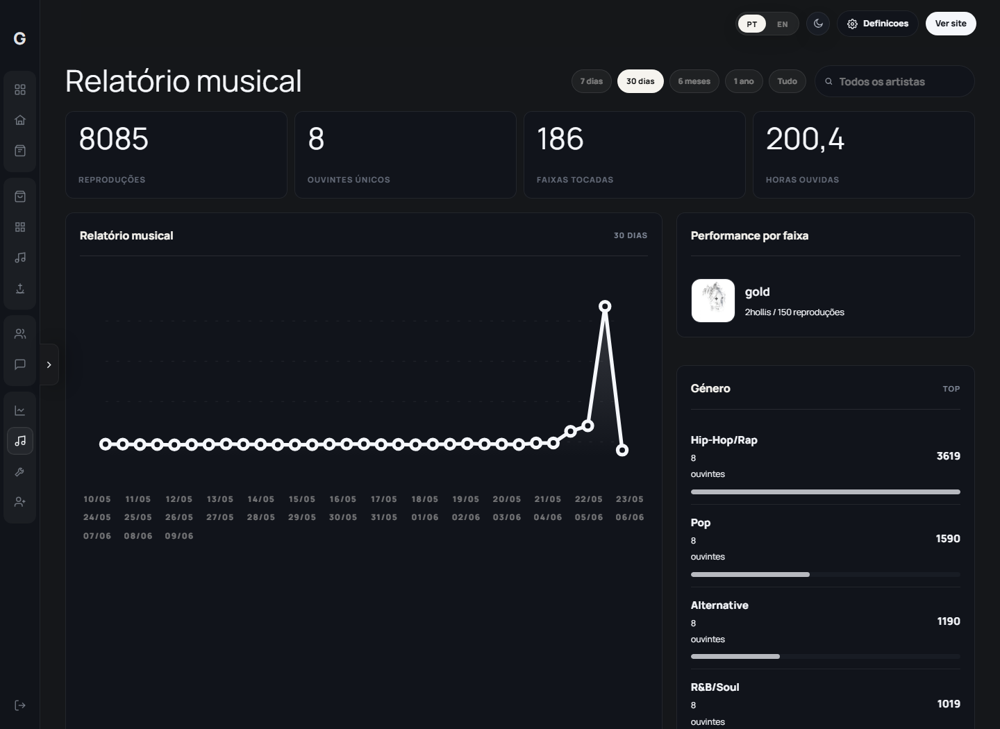 G
PT EN Definicoes Ver site
Relatório musical
7 dias 30 dias 6 meses 1 ano Tudo Todos os artistas
8085 8 186 200,4
REPRODUÇÕES OUVINTES ÚNICOS FAIXAS TOCADAS HORAS OUVIDAS
Relatório musical 30 DIAS
10/05 11/05 12/05 13/05 14/05 15/05 16/05 17/05 18/05 19/05 20/05 21/05 22/05 23/05
24/05 25/05 26/05 27/05 28/05 29/05 30/05 31/05 01/06 02/06 03/06 04/06 05/06 06/06
07/06 08/06 09/06
Performance por faixa
gold
2hollis / 150 reproduções
Género TOP
Hip-Hop/Rap
8
ouvintes
3619
Pop
8
ouvintes
1590
Alternative
8
ouvintes
1190
R&B/Soul
8
ouvintes
1019